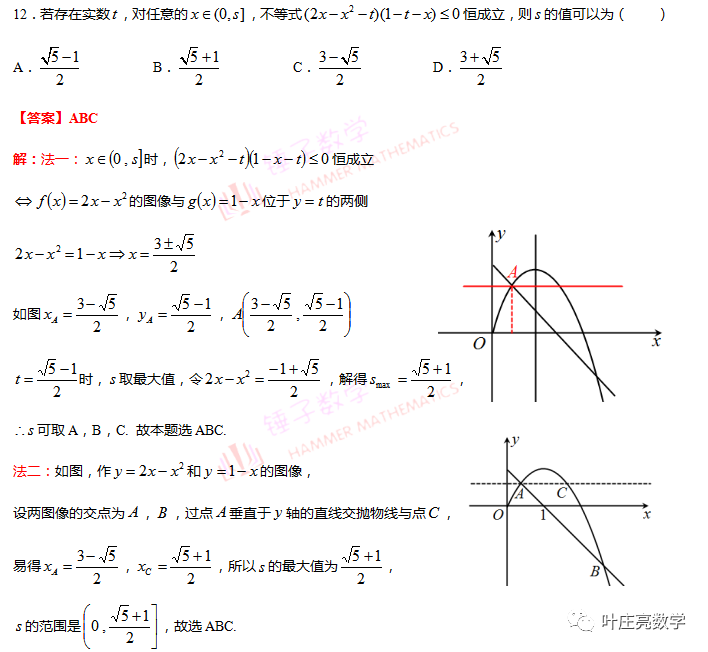 12．若存在实数 t，对任意的 x∈(0,s]，不等式(2x−x²−t)(1−t−x)≤0 恒成立，则 s 的值可以为（　　）
A．(√5−1)/2　B．(√5+1)/2　C．(3−√5)/2　D．(3+√5)/2
【答案】ABC
解：法一：x∈(0,s]时，(2x−x²−t)(1−x−t)≤0恒成立
⇔ f(x)=2x−x²的图像与g(x)=1−x位于y=t的两侧
2x−x²=1−x⇒x=(3±√5)/2
如图x_A=(3−√5)/2，y_A=(√5−1)/2，A((3−√5)/2,(√5−1)/2)
t=(√5−1)/2时，s取最大值，令2x−x²=(−1+√5)/2，解得s_max=(√5+1)/2，
∴s可取A，B，C. 故本题选ABC.
法二：如图，作y=2x−x²和y=1−x的图像，
设两图像的交点为A，B，过点A垂直于y轴的直线交抛物线与点C，
易得x_A=(3−√5)/2，x_C=(√5+1)/2，所以s的最大值为(√5+1)/2，
s的范围是(0,(√5+1)/2]，故选ABC.
y
A
O
x
y
A
C
O
1
x
B
锤子数学
HAMMER MATHEMATICS
锤子数学
HAMMER MATHEMATICS
叶庄亮数学